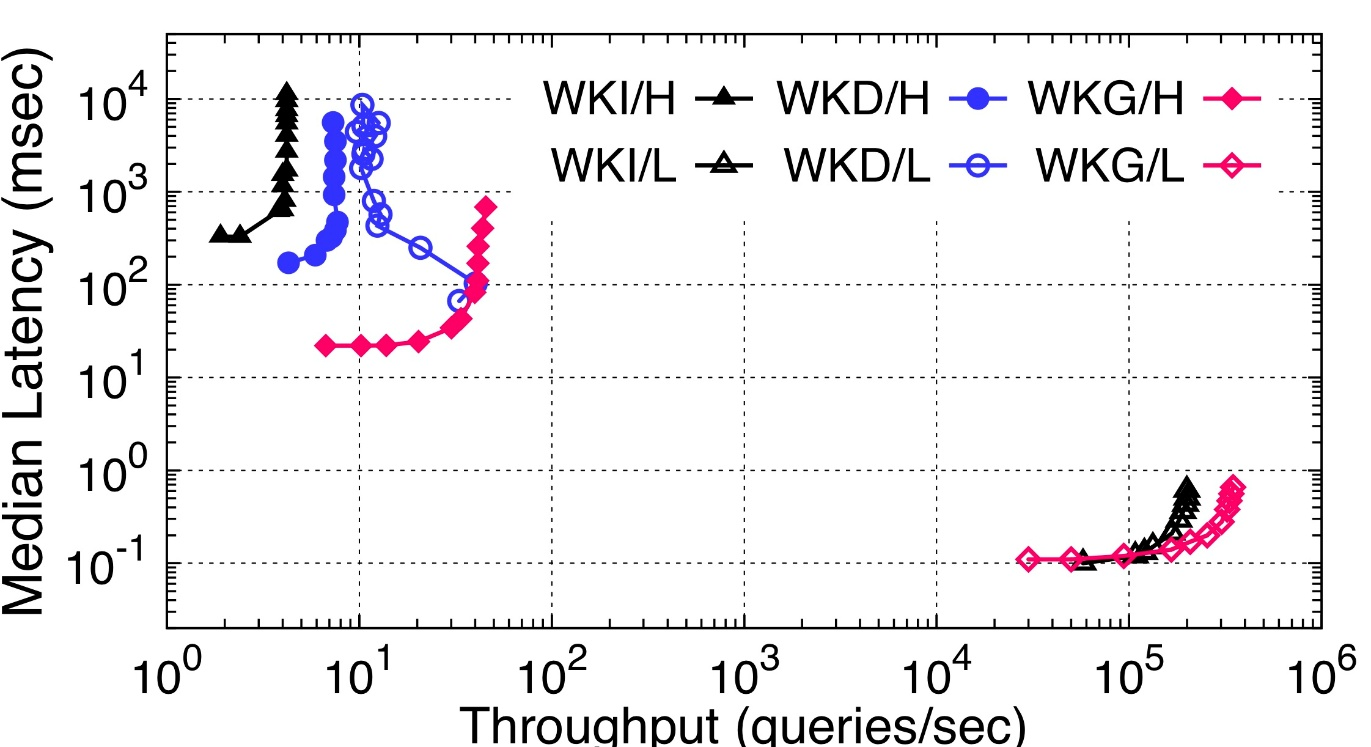 Median Latency (msec)
10^4
10^3
10^2
10^1
10^0
10^-1
WKI/H WKD/H WKG/H
WKI/L WKD/L WKG/L
10^0 10^1 10^2 10^3 10^4 10^5 10^6
Throughput (queries/sec)